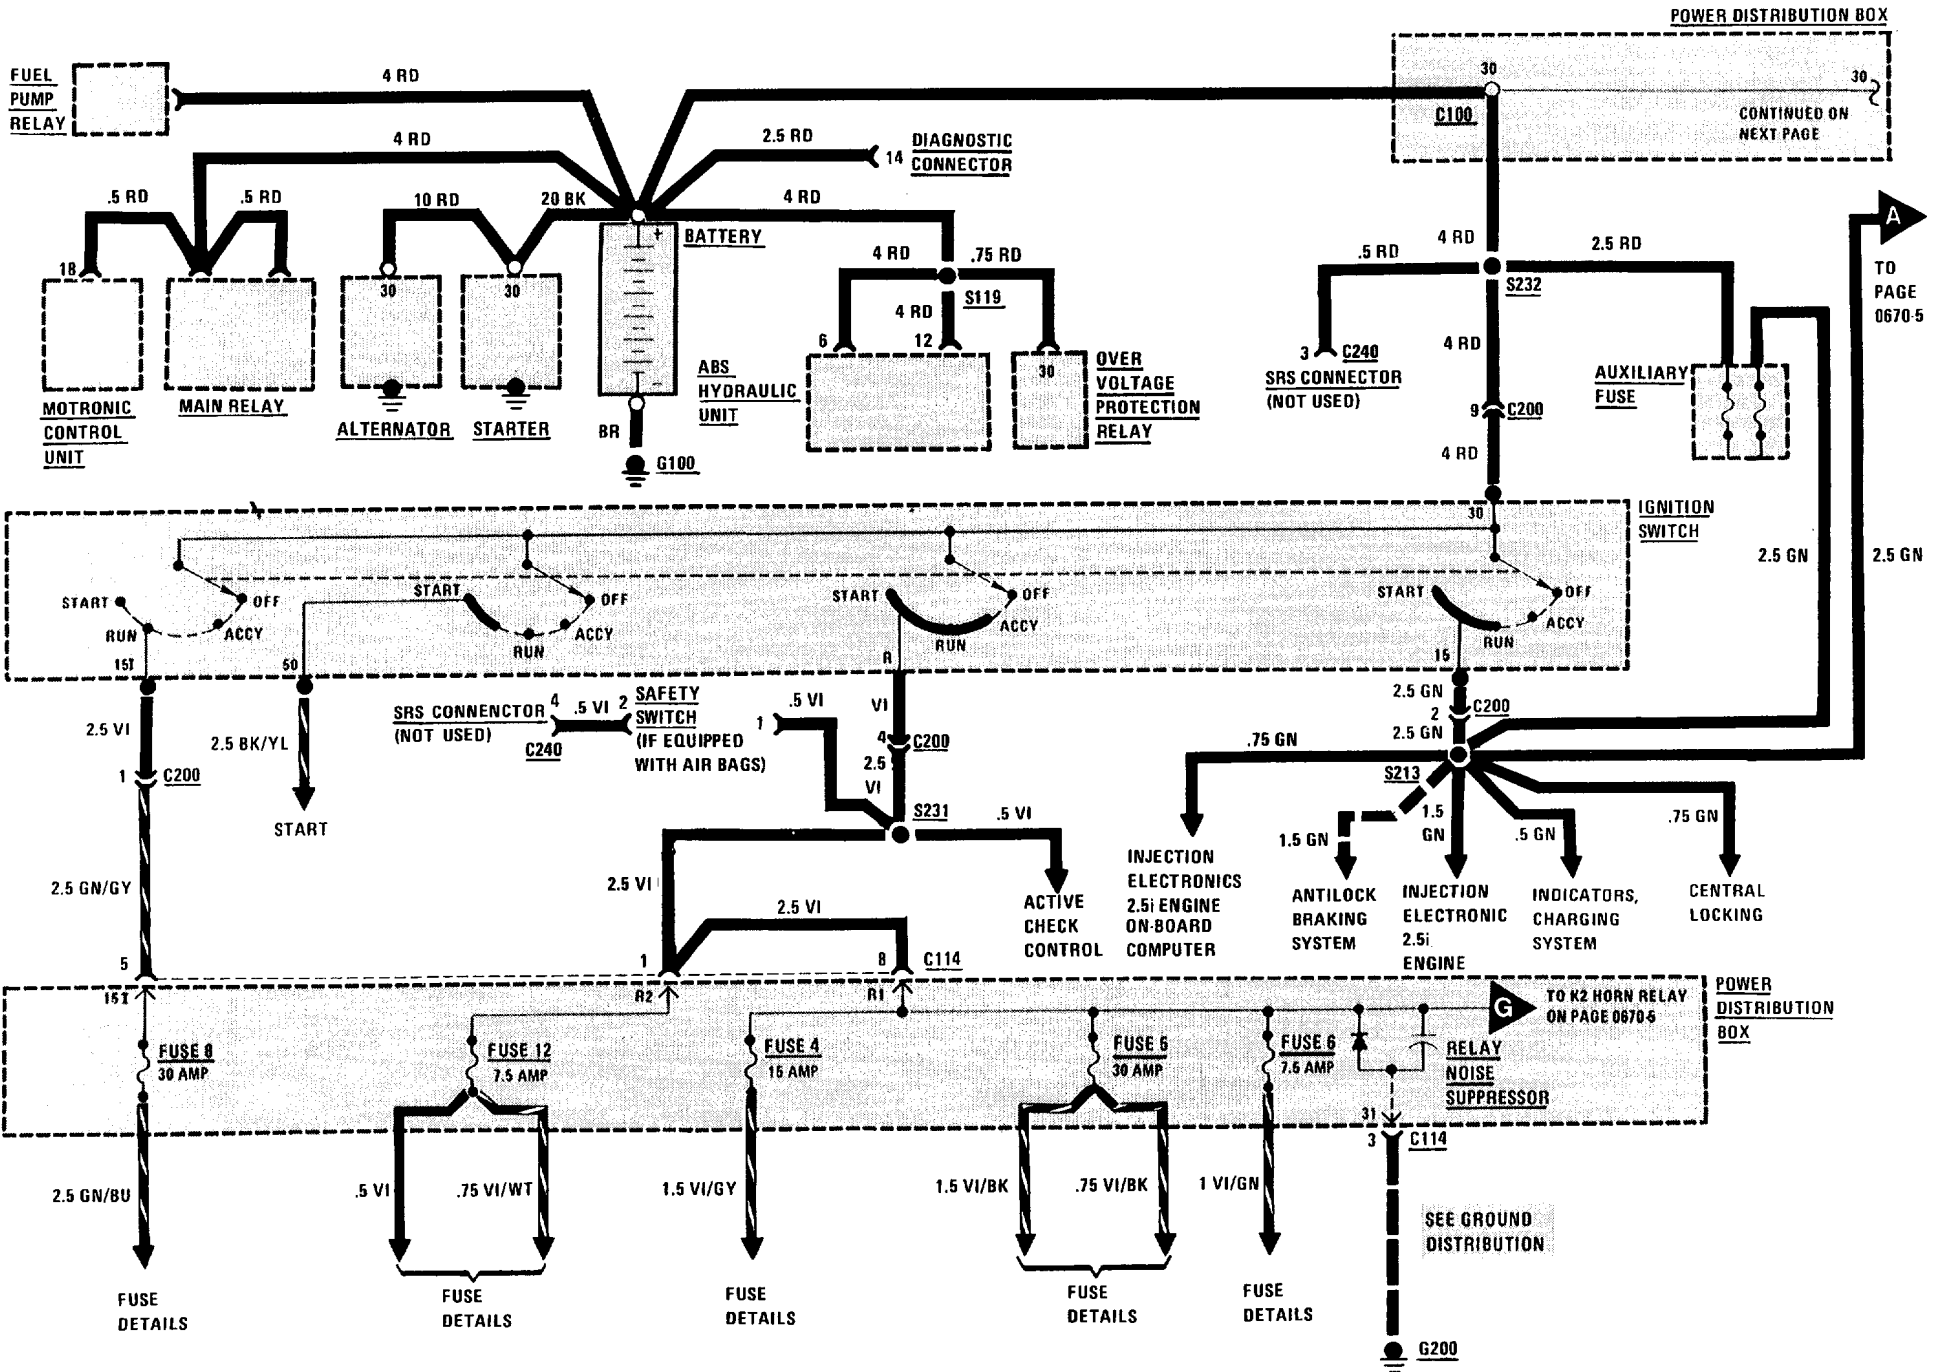 POWER DISTRIBUTION BOX
FUEL
PUMP
RELAY
4 RD
30
30
C100
CONTINUED ON
NEXT PAGE
4 RD
2.5 RD
14
DIAGNOSTIC
CONNECTOR
.5 RD
.5 RD
10 RD
20 BK
4 RD
+
BATTERY
A
TO
PAGE
0670-5
18
30
30
4 RD
.75 RD
S119
4 RD
6
12
30
4 RD
.5 RD
2.5 RD
S232
4 RD
3
C240
SRS CONNECTOR
(NOT USED)
AUXILIARY
FUSE
MOTRONIC
CONTROL
UNIT
MAIN RELAY
ALTERNATOR
STARTER
-
BR
G100
ABS
HYDRAULIC
UNIT
OVER
VOLTAGE
PROTECTION
RELAY
9
C200
4 RD
30
IGNITION
SWITCH
2.5 GN
2.5 GN
START
OFF
ACCY
RUN
START
OFF
ACCY
RUN
START
OFF
ACCY
RUN
START
OFF
ACCY
RUN
15I
50
R
15
2.5 VI
2.5 BK/YL
SRS CONNENCTOR
(NOT USED)
4
.5 VI
2
C240
SAFETY
SWITCH
(IF EQUIPPED
WITH AIR BAGS)
1
.5 VI
VI
4
C200
2.5
VI
2.5 GN
2
C200
2.5 GN
.75 GN
S213
1
C200
START
S231
.5 VI
1.5 GN
1.5
GN
.5 GN
.75 GN
2.5 GN/GY
2.5 VI
2.5 VI
ACTIVE
CHECK
CONTROL
INJECTION
ELECTRONICS
2.5i ENGINE
ON-BOARD
COMPUTER
ANTILOCK
BRAKING
SYSTEM
INJECTION
ELECTRONIC
2.5i
ENGINE
INDICATORS,
CHARGING
SYSTEM
CENTRAL
LOCKING
5
1
8
C114
15I
R2
R1
G
TO K2 HORN RELAY
ON PAGE 0670-6
POWER
DISTRIBUTION
BOX
FUSE 8
30 AMP
FUSE 12
7.5 AMP
FUSE 4
15 AMP
FUSE 5
30 AMP
FUSE 6
7.5 AMP
RELAY
NOISE
SUPPRESSOR
31
3
C114
2.5 GN/BU
.5 VI
.75 VI/WT
1.5 VI/GY
1.5 VI/BK
.75 VI/BK
1 VI/GN
SEE GROUND
DISTRIBUTION
FUSE
DETAILS
FUSE
DETAILS
FUSE
DETAILS
FUSE
DETAILS
FUSE
DETAILS
G200